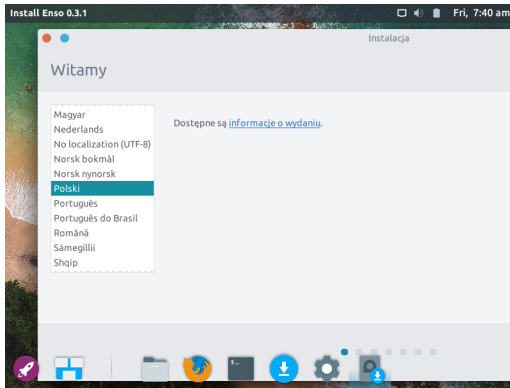 Install Enso 0.3.1
Fri, 7:40 am
Instalacja
Witamy
Magyar
Nederlands
No localization (UTF-8)
Norsk bokmål
Norsk nynorsk
Polski
Português
Português do Brasil
Română
Sámegillii
Shqip
Dostępne są informacje o wydaniu.